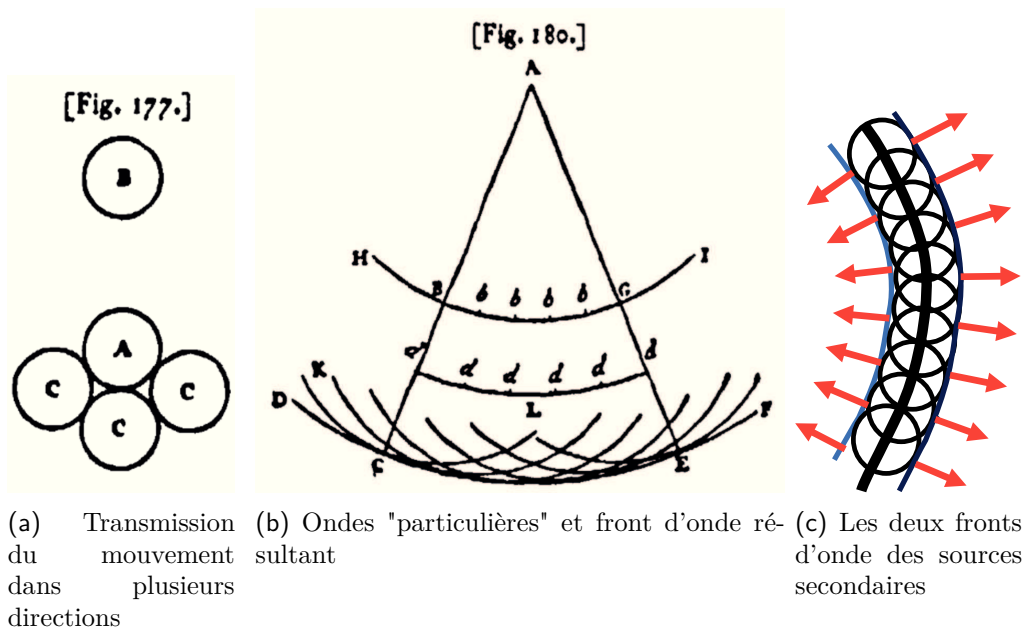 [Fig. 177.]
B
A
C C
C
[Fig. 180.]
A
H I
B b b b b G
d
d d d d
K
D L F
C E
(a) Transmission
du mouvement
dans plusieurs
directions
(b) Ondes "particulières" et front d'onde ré-
sultant
(c) Les deux fronts
d'onde des sources
secondaires